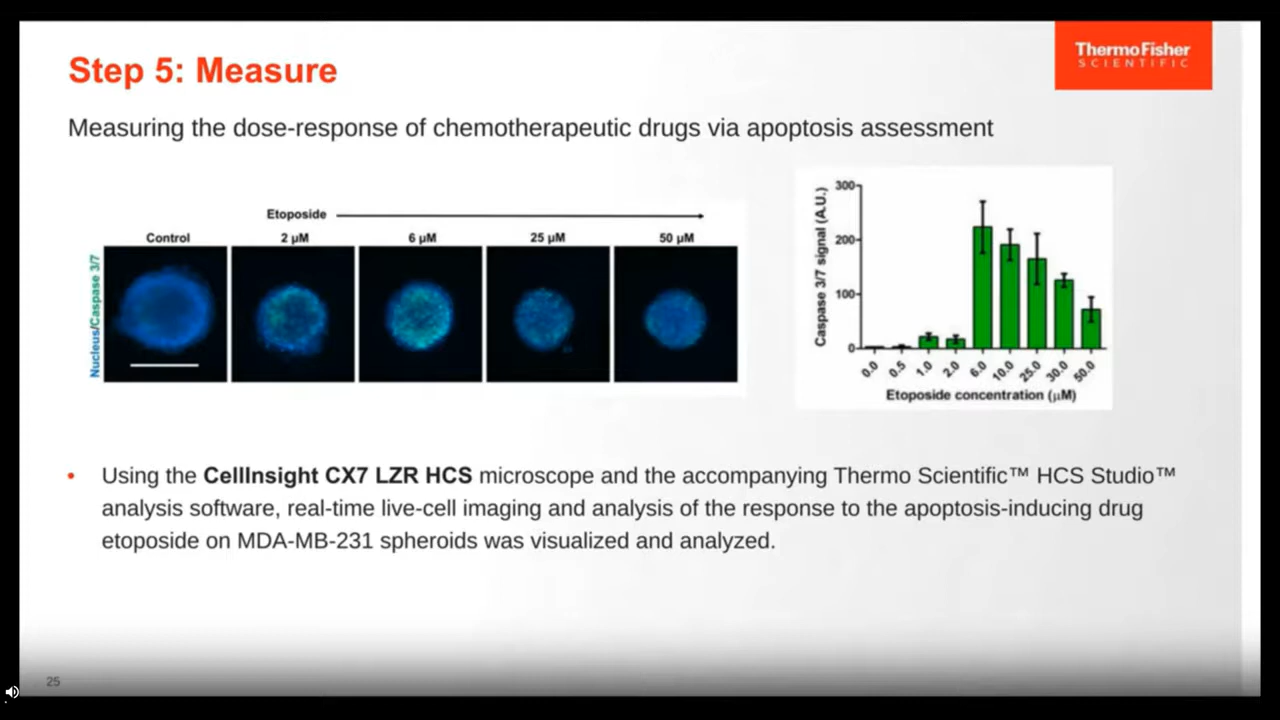 ThermoFisher
SCIENTIFIC
Step 5: Measure
Measuring the dose-response of chemotherapeutic drugs via apoptosis assessment
Etoposide
Control
2 µM
6 µM
25 µM
50 µM
Nucleus/Caspase 3/7
Caspase 3/7 signal (A.U.)
300
200
100
0
0.0
0.5
1.0
2.0
6.0
10.0
25.0
30.0
50.0
Etoposide concentration (µM)
• Using the CellInsight CX7 LZR HCS microscope and the accompanying Thermo Scientific™ HCS Studio™
analysis software, real-time live-cell imaging and analysis of the response to the apoptosis-inducing drug
etoposide on MDA-MB-231 spheroids was visualized and analyzed.
25